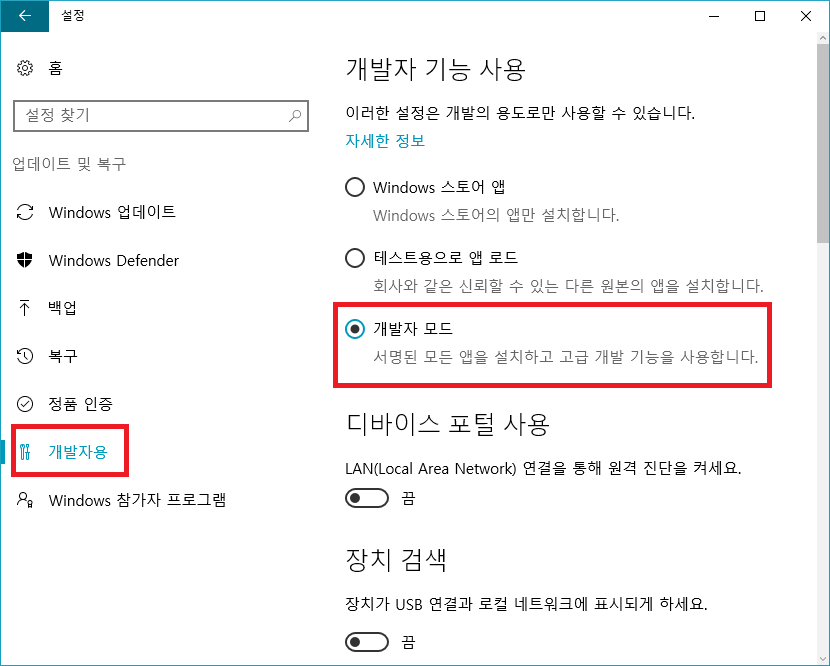 설정
홈
설정 찾기
업데이트 및 복구
Windows 업데이트
Windows Defender
백업
복구
정품 인증
개발자용
Windows 참가자 프로그램
개발자 기능 사용
이러한 설정은 개발의 용도로만 사용할 수 있습니다.
자세한 정보
Windows 스토어 앱
Windows 스토어의 앱만 설치합니다.
테스트용으로 앱 로드
회사와 같은 신뢰할 수 있는 다른 원본의 앱을 설치합니다.
개발자 모드
서명된 모든 앱을 설치하고 고급 개발 기능을 사용합니다.
디바이스 포털 사용
LAN(Local Area Network) 연결을 통해 원격 진단을 켜세요.
끔
장치 검색
장치가 USB 연결과 로컬 네트워크에 표시되게 하세요.
끔